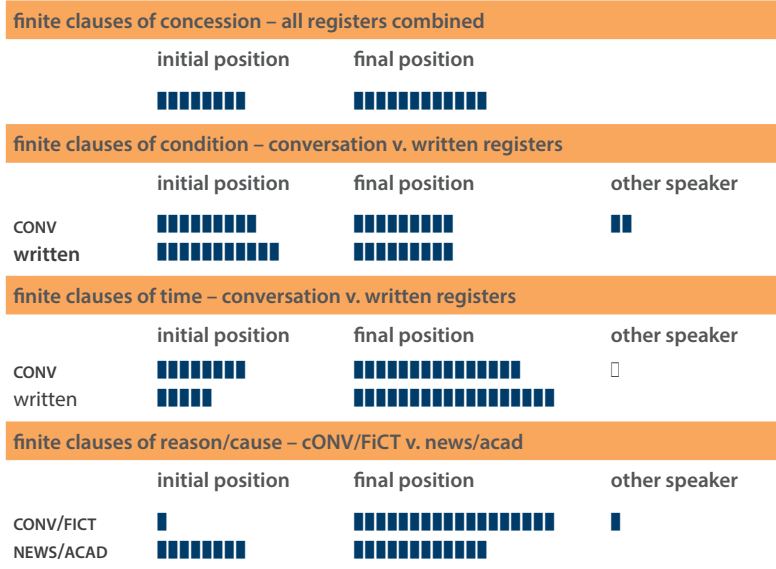 finite clauses of concession – all registers combined
initial position final position
finite clauses of condition – conversation v. written registers
initial position final position other speaker
CONV
written
finite clauses of time – conversation v. written registers
initial position final position other speaker
CONV
written
finite clauses of reason/cause – cONV/FiCT v. news/acad
initial position final position other speaker
CONV/FICT
NEWS/ACAD